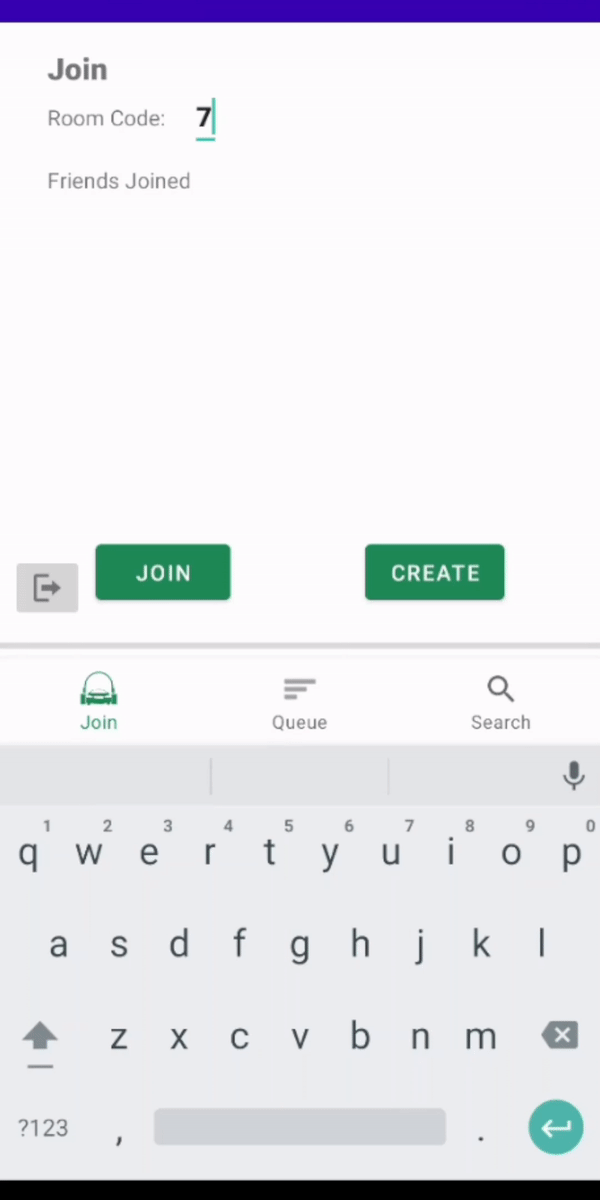 Join
Room Code: 7
Friends Joined
JOIN CREATE
Join Queue Search
1 2 3 4 5 6 7 8 9 0
q w e r t y u i o p
a s d f g h j k l
z x c v b n m
?123 , .